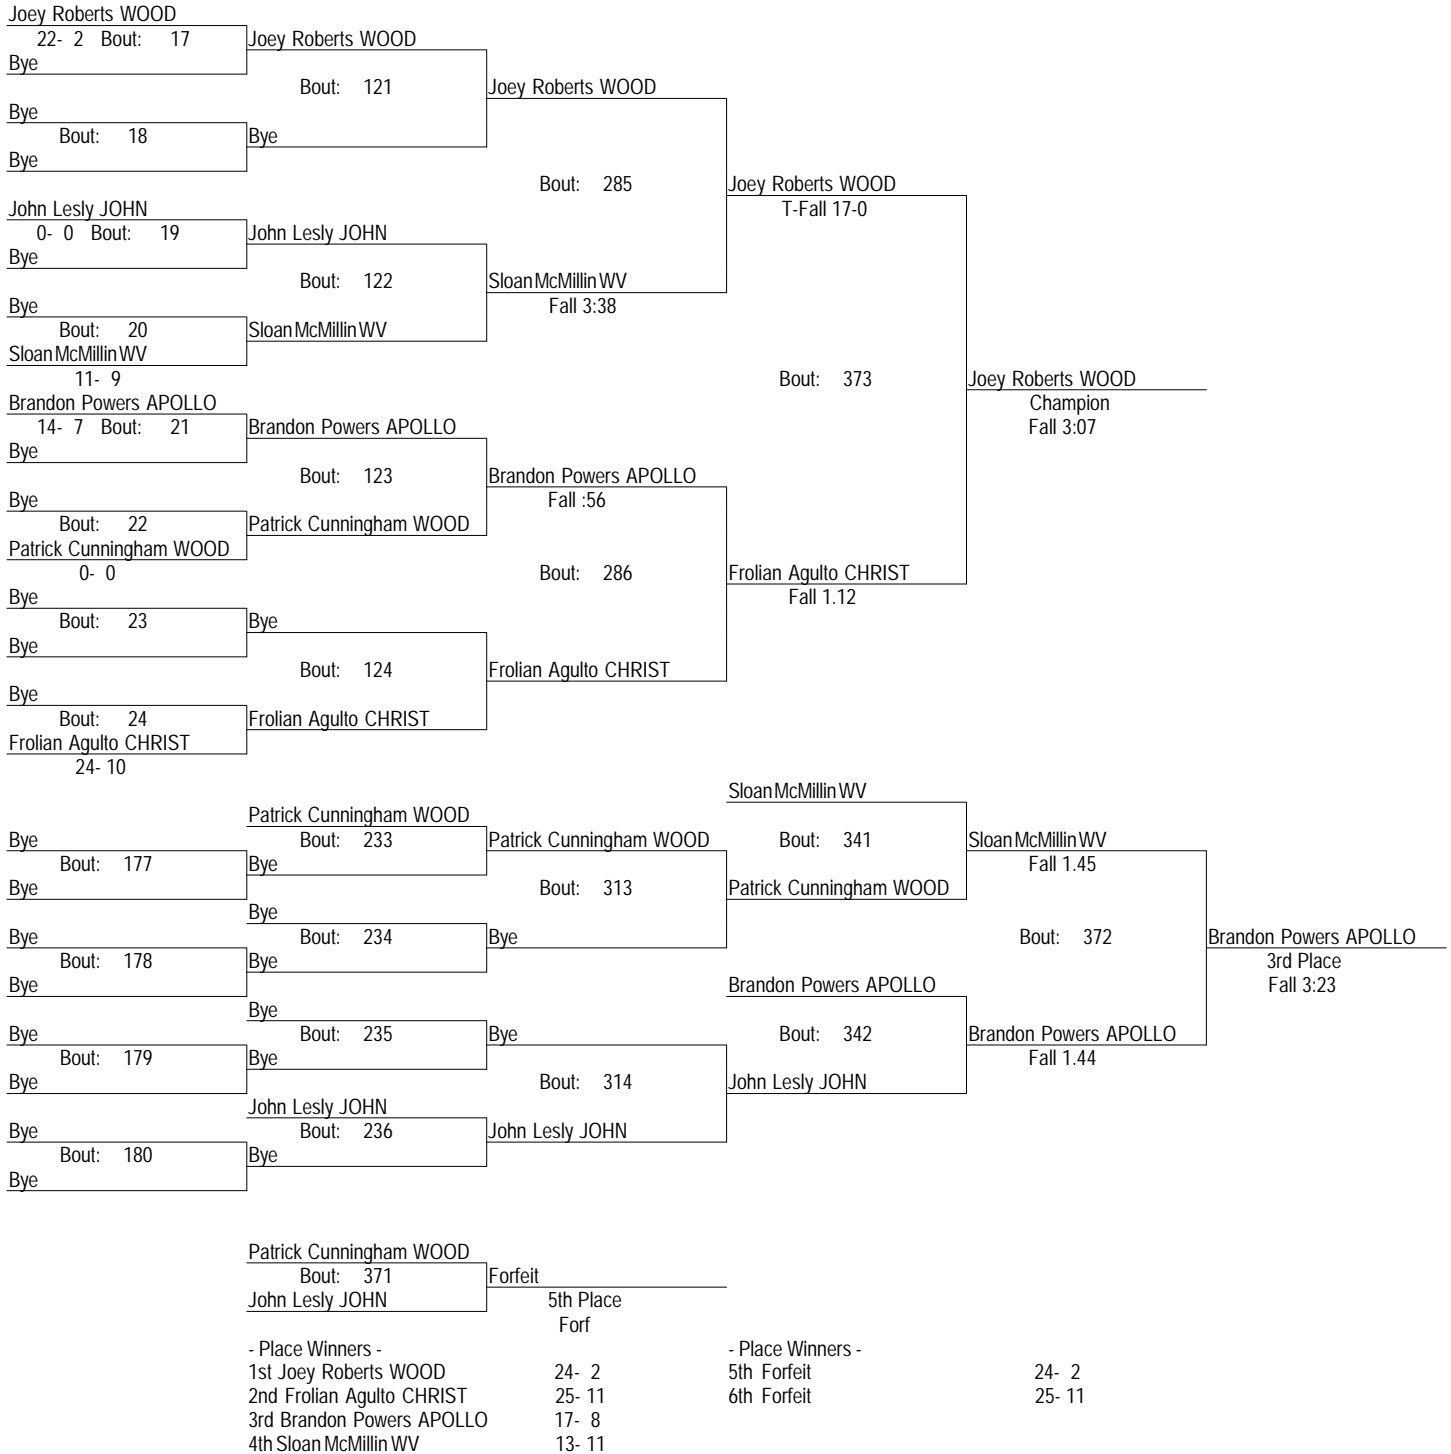 Joey Roberts WOOD
22- 2 Bout: 17 Joey Roberts WOOD
Bye
Bout: 121 Joey Roberts WOOD
Bye
Bout: 18 Bye
Bye
Bout: 285 Joey Roberts WOOD
T-Fall 17-0
John Lesly JOHN
0- 0 Bout: 19 John Lesly JOHN
Bye
Bout: 122 Sloan McMillin WV
Bye Fall 3:38
Bout: 20 Sloan McMillin WV
Sloan McMillin WV
11- 9 Bout: 373 Joey Roberts WOOD
Brandon Powers APOLLO Champion
14- 7 Bout: 21 Brandon Powers APOLLO Fall 3:07
Bye
Bout: 123 Brandon Powers APOLLO
Bye Fall :56
Bout: 22 Patrick Cunningham WOOD
Patrick Cunningham WOOD
0- 0 Bout: 286 Frolian Agulto CHRIST
Bye Fall 1.12
Bout: 23 Bye
Bye
Bout: 124 Frolian Agulto CHRIST
Bye
Bout: 24 Frolian Agulto CHRIST
Frolian Agulto CHRIST
24- 10
Sloan McMillin WV
Patrick Cunningham WOOD
Bye Bout: 233 Patrick Cunningham WOOD Bout: 341 Sloan McMillin WV
Bout: 177 Bye Fall 1.45
Bye Bout: 313 Patrick Cunningham WOOD
Bye
Bye Bout: 234 Bye Bout: 372 Brandon Powers APOLLO
Bout: 178 Bye 3rd Place
Bye Brandon Powers APOLLO Fall 3:23
Bye
Bye Bout: 235 Bye Bout: 342 Brandon Powers APOLLO
Bout: 179 Bye Fall 1.44
Bye Bout: 314 John Lesly JOHN
John Lesly JOHN
Bye Bout: 236 John Lesly JOHN
Bout: 180 Bye
Bye
Patrick Cunningham WOOD
Bout: 371 Forfeit
John Lesly JOHN 5th Place
Forf
- Place Winners - - Place Winners -
1st Joey Roberts WOOD 24- 2 5th Forfeit 24- 2
2nd Frolian Agulto CHRIST 25- 11 6th Forfeit 25- 11
3rd Brandon Powers APOLLO 17- 8
4th Sloan McMillin WV 13- 11